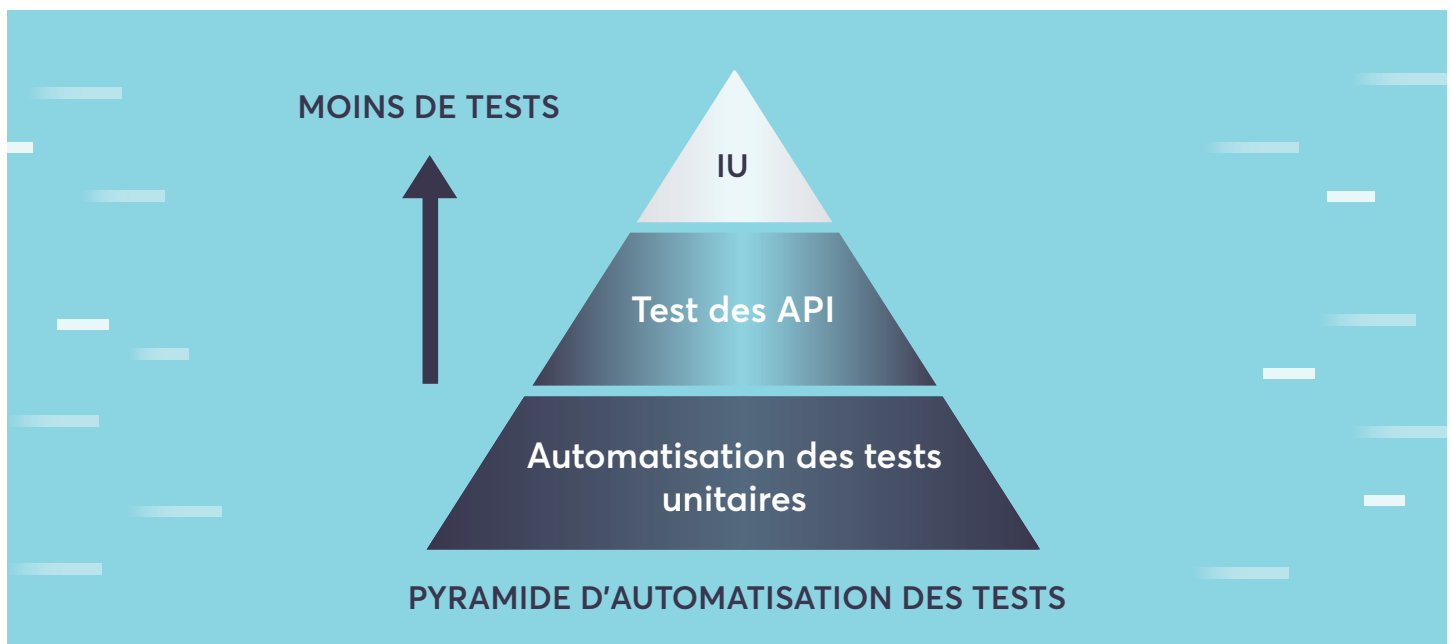 MOINS DE TESTS
IU
Test des API
Automatisation des tests
unitaires
PYRAMIDE D'AUTOMATISATION DES TESTS